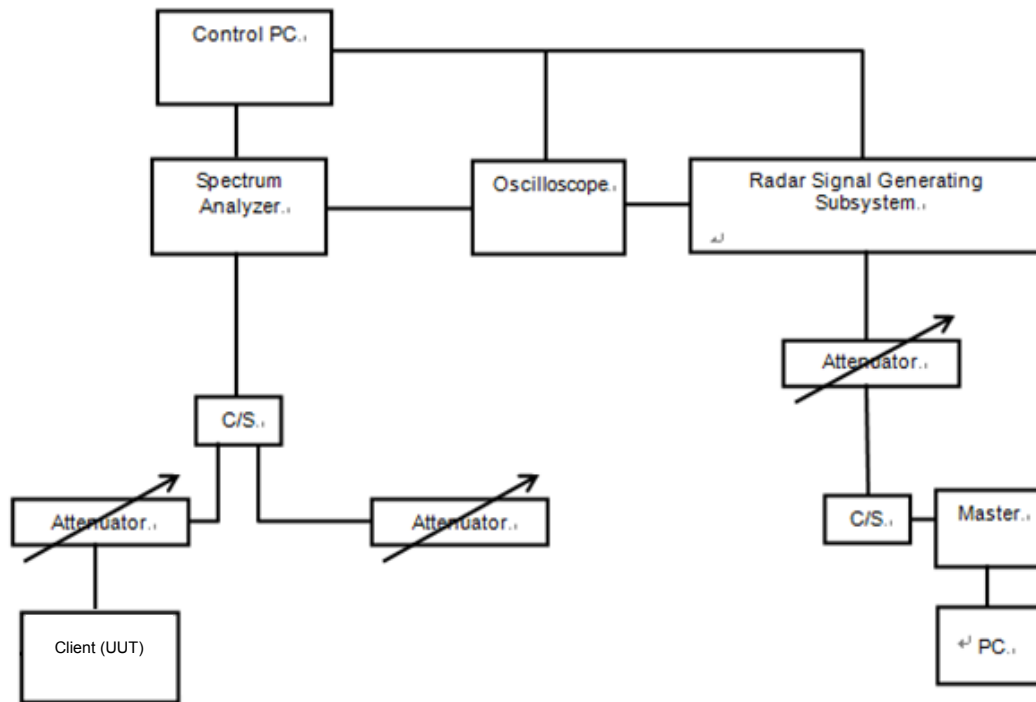 Control PC.
Spectrum
Analyzer.
Oscilloscope.
Radar Signal Generating
Subsystem.
Attenuator.
C/S.
Attenuator.
Attenuator.
C/S.
Master.
Client (UUT)
PC.